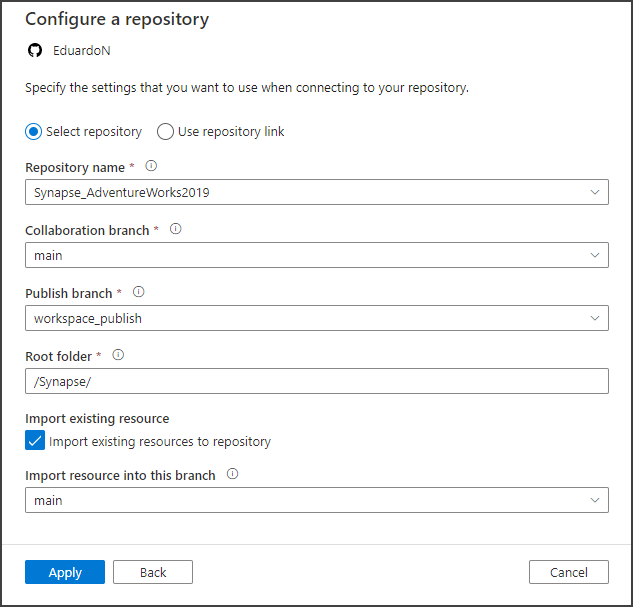 Configure a repository
EduardoN
Specify the settings that you want to use when connecting to your repository.
Select repository Use repository link
Repository name *
Synapse_AdventureWorks2019
Collaboration branch *
main
Publish branch *
workspace_publish
Root folder *
/Synapse/
Import existing resource
Import existing resources to repository
Import resource into this branch
main
Apply Back Cancel